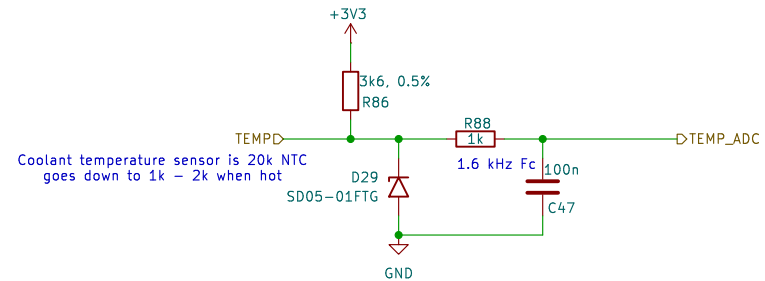 +3V3
3k6, 0.5%
R86
TEMP
R88
1k
TEMP_ADC
Coolant temperature sensor is 20k NTC
goes down to 1k - 2k when hot
1.6 kHz Fc
100n
D29
SD05-01FTG
C47
GND